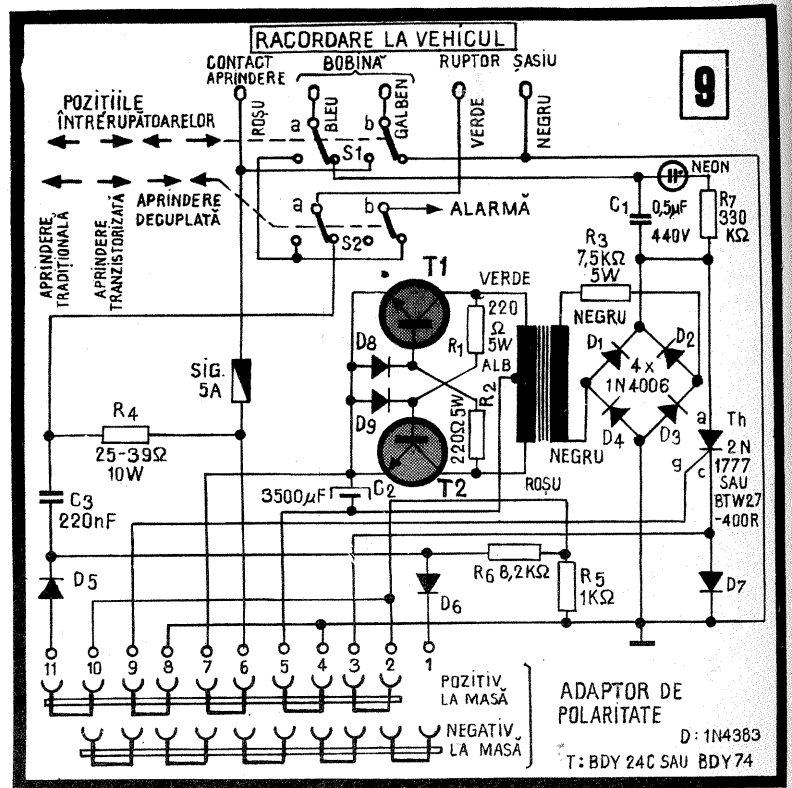 RACORDARE LA VEHICUL
9
CONTACT APRINDERE
BOBINĂ
RUPTOR
ȘASIU
ROȘU
BLEU
GALBEN
VERDE
NEGRU
POZIȚIILE
ÎNTRERUPĂTOARELOR
a
b
S1
NEON
APRINDERE DECUPLATĂ
a
b
ALARMĂ
S2
C1
0,5µF
440V
R7
330
KΩ
APRINDERE TRADIȚIONALĂ
APRINDERE TRANZISTORIZATĂ
T1
VERDE
R3
7,5KΩ
5W
220
Ω
5W
R1
ALB
NEGRU
D8
D9
R2
220Ω 5W
D1
D2
4 x
1N4006
D4
D3
SIG.
5A
R4
25-39Ω
10W
T2
ROȘU
NEGRU
a
Th
g
c
2N
1777
SAU
BTW27
-400R
3500µF
C2
C3
220nF
D5
R6 8,2KΩ
R5
1KΩ
D6
D7
11
10
9
8
7
6
5
4
3
2
1
POZITIV
LA MASĂ
NEGATIV
LA MASĂ
ADAPTOR DE
POLARITATE
D: 1N4383
T: BDY 24C SAU BDY74